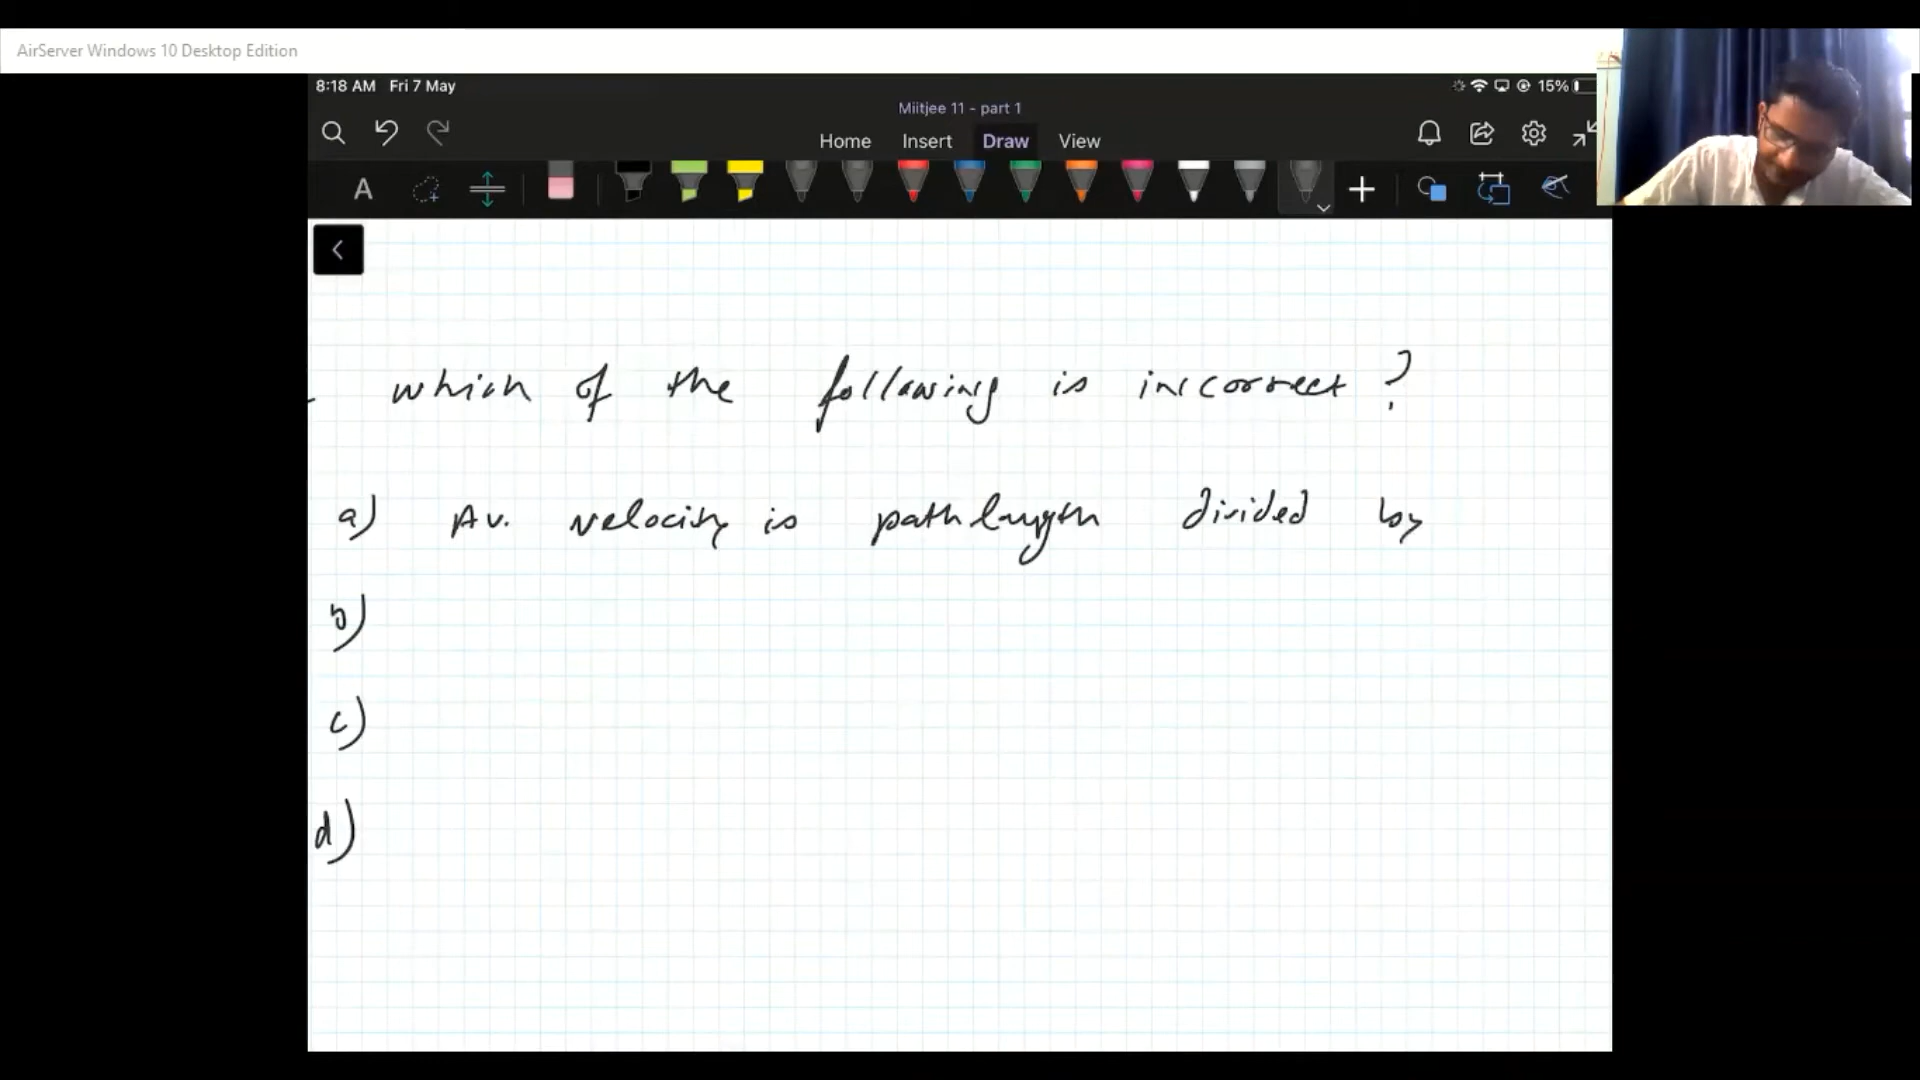 AirServer Windows 10 Desktop Edition
8:18 AM Fri 7 May
15%
Miitjee 11 - part 1
Home Insert Draw View
A
which of the following is incorrect ?
a) Av. velocity is path length divided by
b)
c)
d)